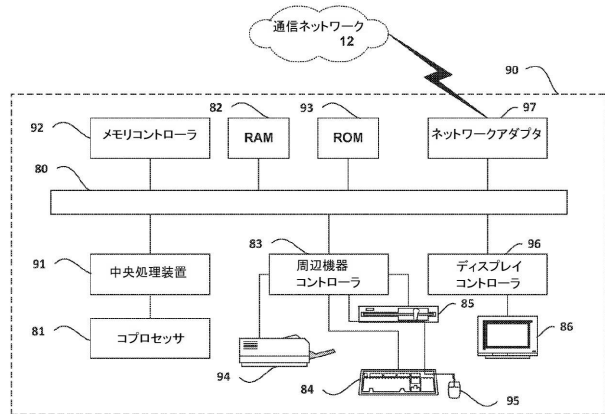 通信ネットワーク
12
90
92
メモリコントローラ
82
RAM
93
ROM
97
ネットワークアダプタ
80
91
中央処理装置
83
周辺機器
コントローラ
96
ディスプレイ
コントローラ
81
コプロセッサ
85
86
94
84
95